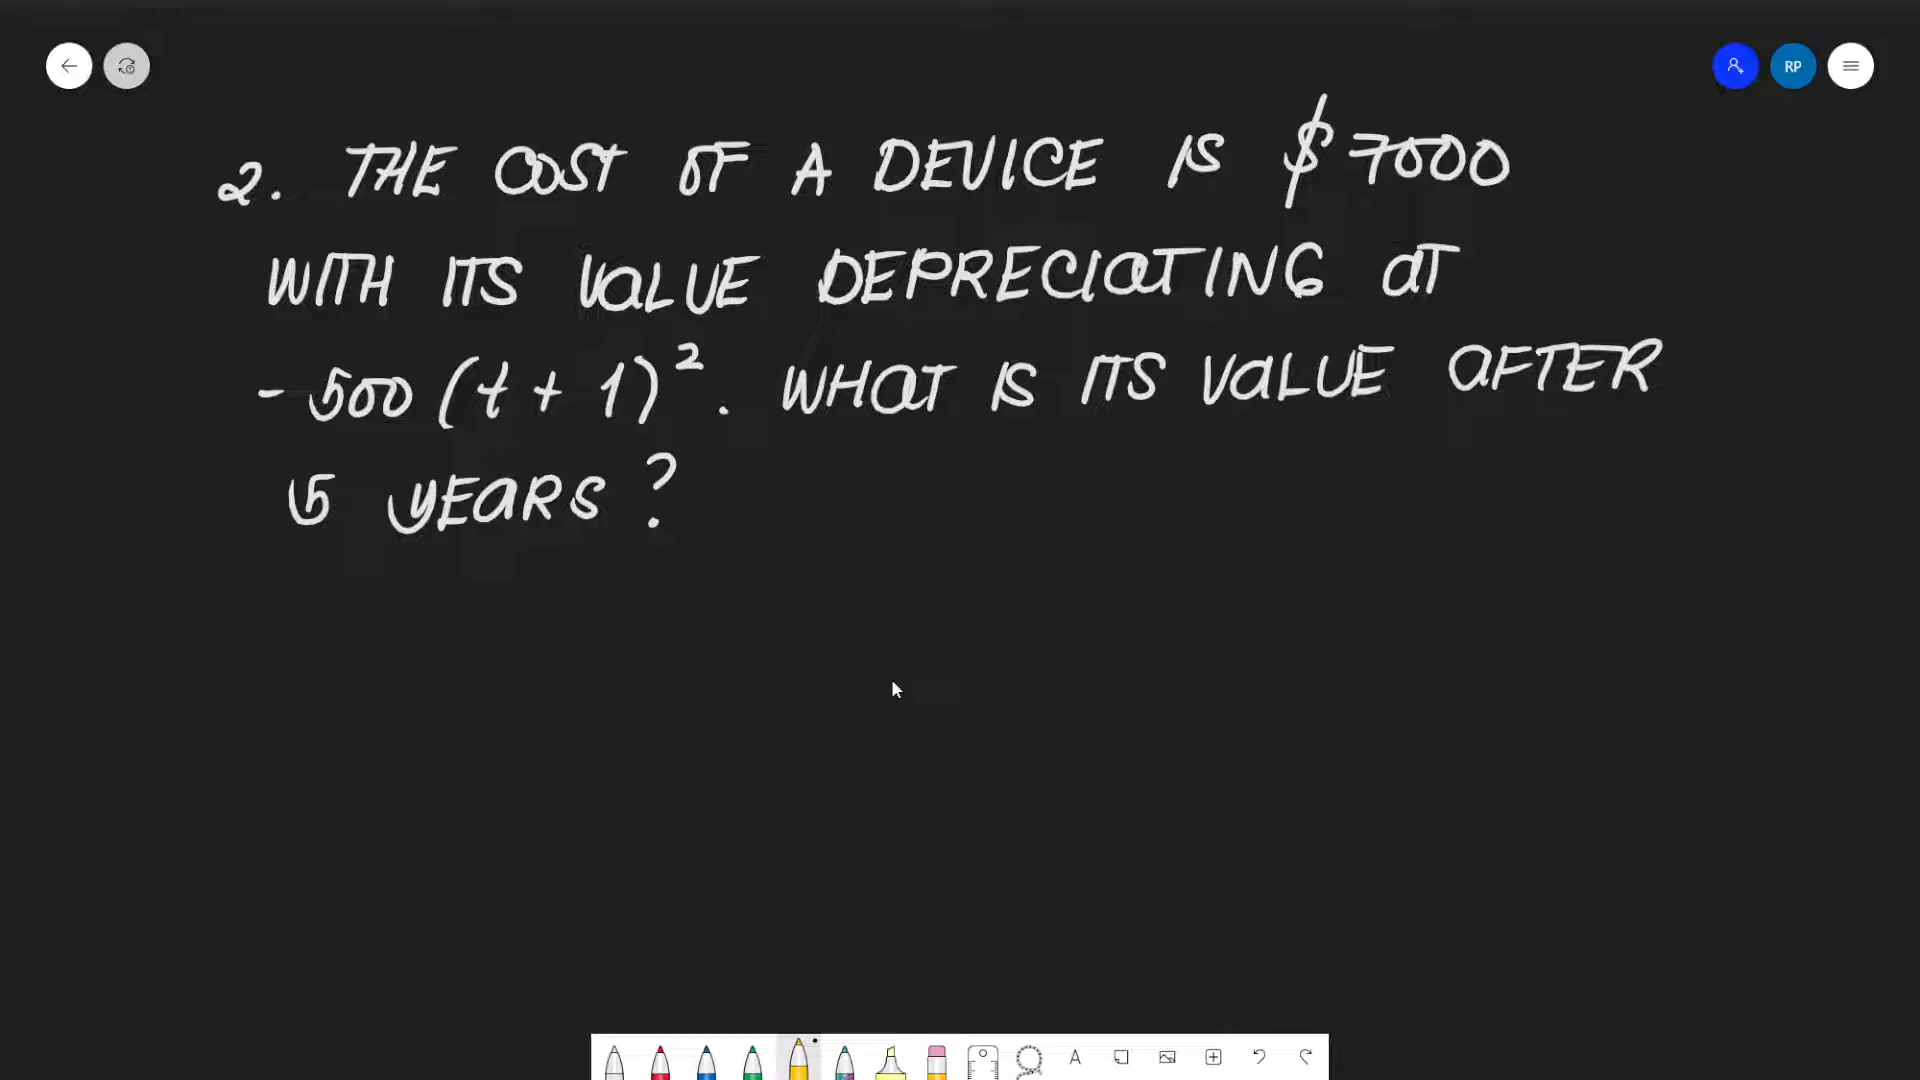 RP
2. THE COST OF A DEVICE IS $7000
WITH ITS VALUE DEPRECIATING AT
- 500 (t + 1)². WHAT IS ITS VALUE AFTER
5 YEARS ?
A